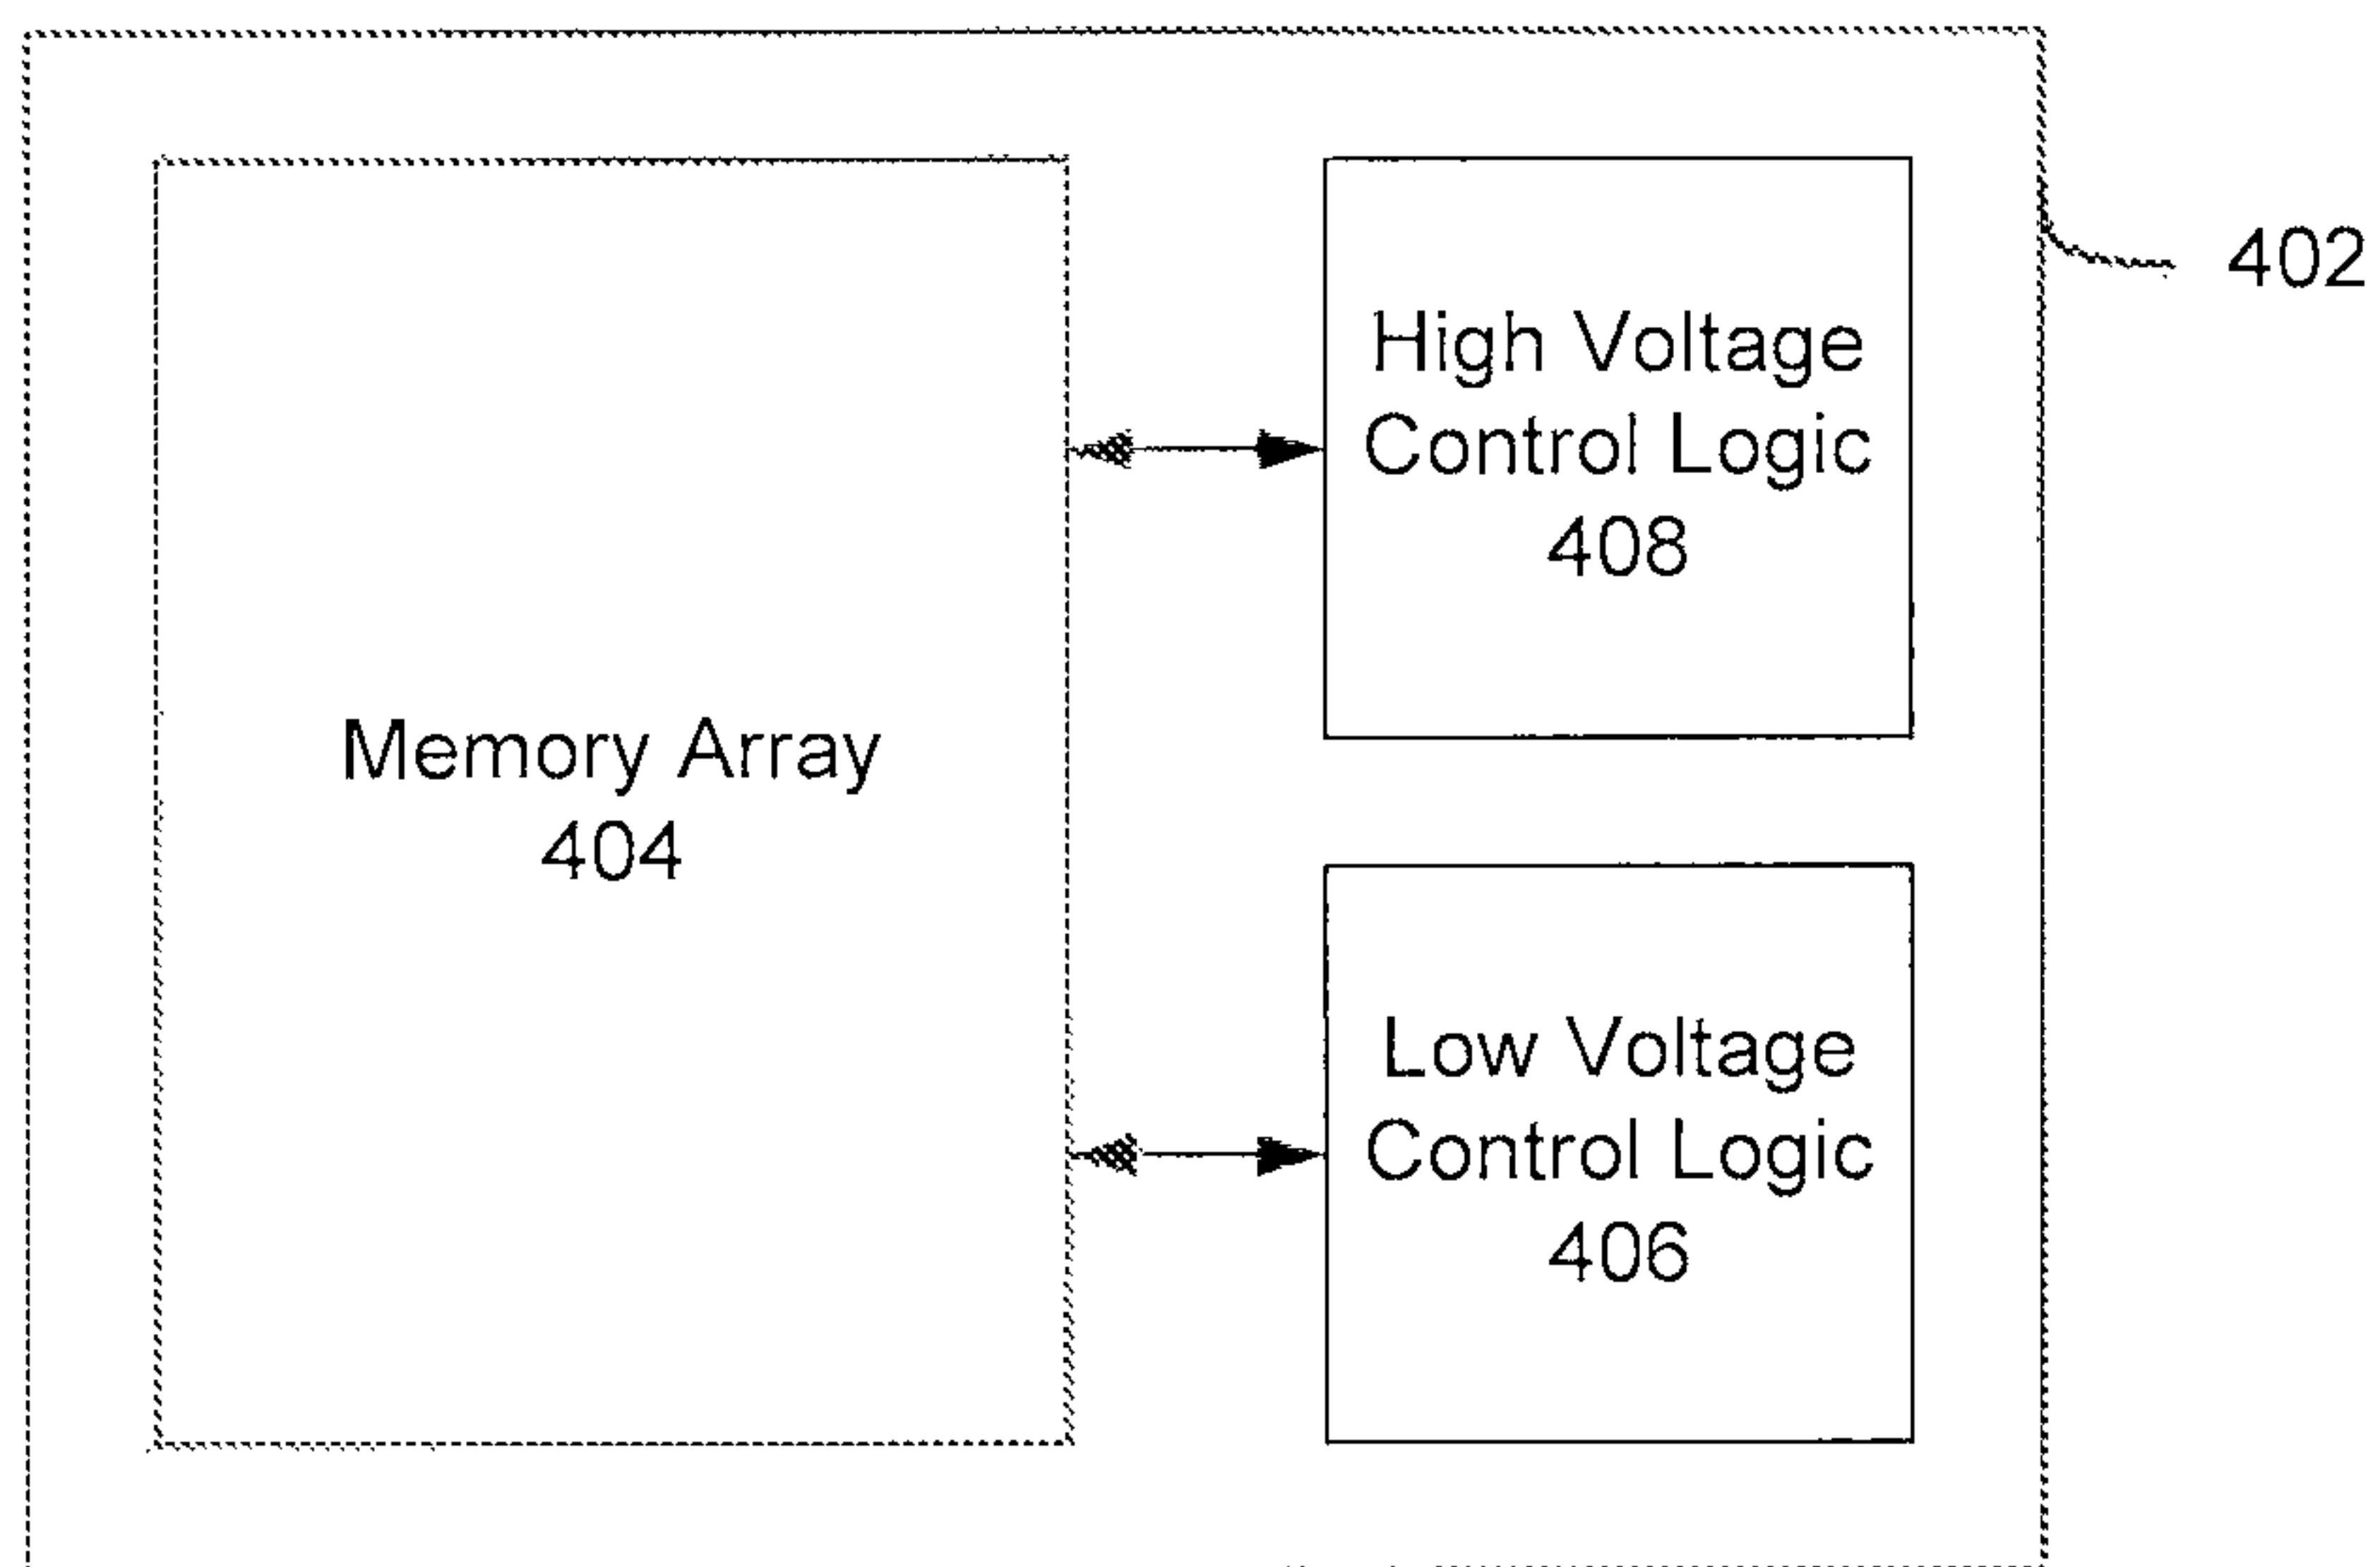 402
High Voltage
Control Logic
408
Memory Array
404
Low Voltage
Control Logic
406